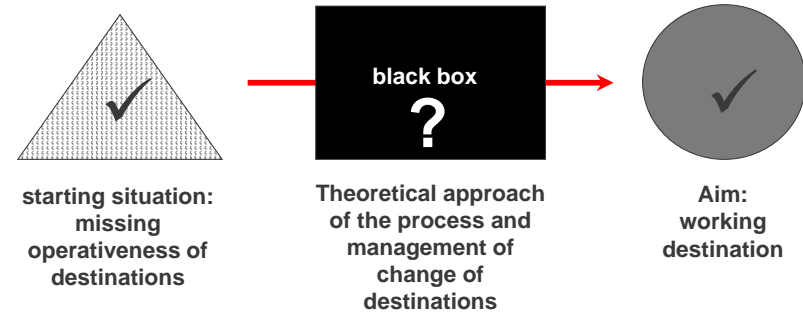 black box
?
starting situation:
missing
operativeness of
destinations
Theoretical approach
of the process and
management of
change of
destinations
Aim:
working
destination